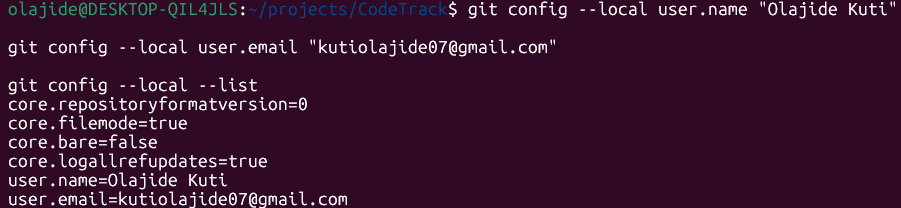 olajide@DESKTOP-QIL4JLS:~/projects/CodeTrack$ git config --local user.name "Olajide Kuti"
git config --local user.email "kutiolajide07@gmail.com"
git config --local --list
core.repositoryformatversion=0
core.filemode=true
core.bare=false
core.logallrefupdates=true
user.name=Olajide Kuti
user.email=kutiolajide07@gmail.com